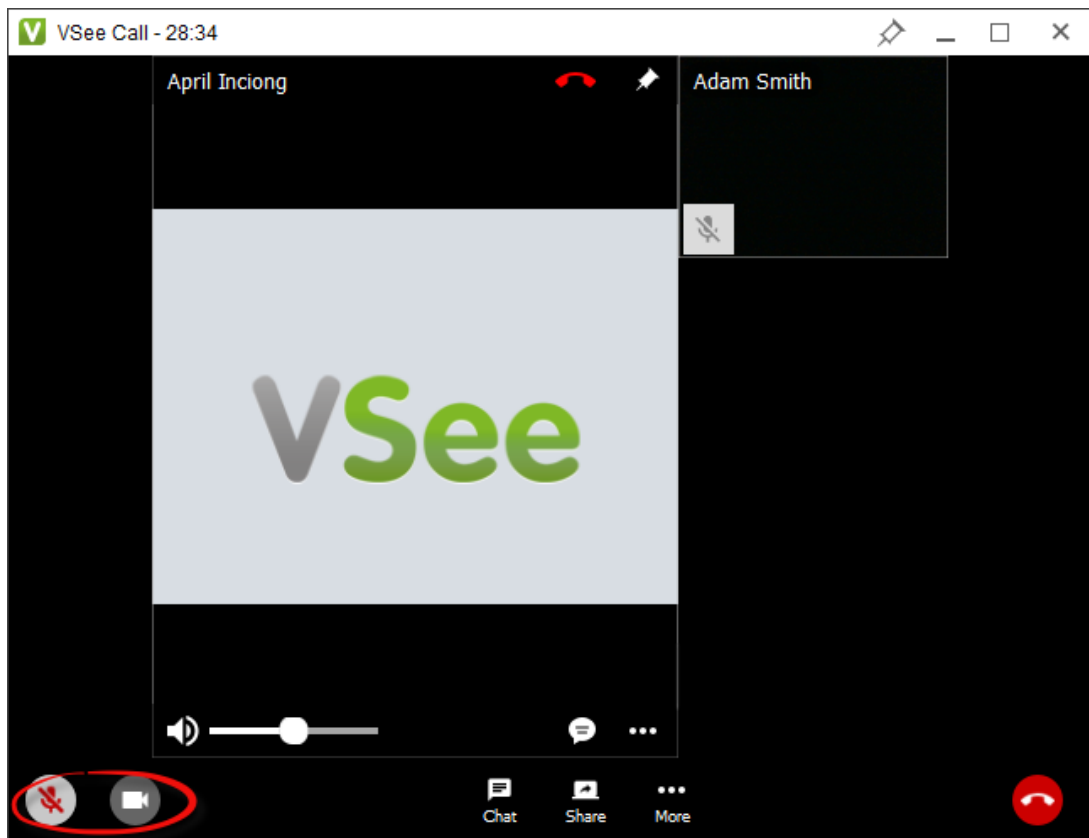 VSee Call - 28:34
April Inciong
Adam Smith
VSee
Chat
Share
More